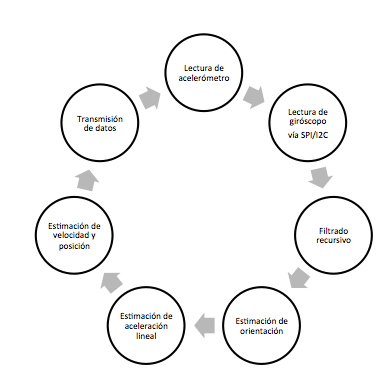 Lectura de
acelerómetro
Lectura de
giróscopo
vía SPI/I2C
Filtrado
recursivo
Estimación de
orientación
Estimación de
aceleración
lineal
Estimación de
velocidad y
posición
Transmisión
de datos